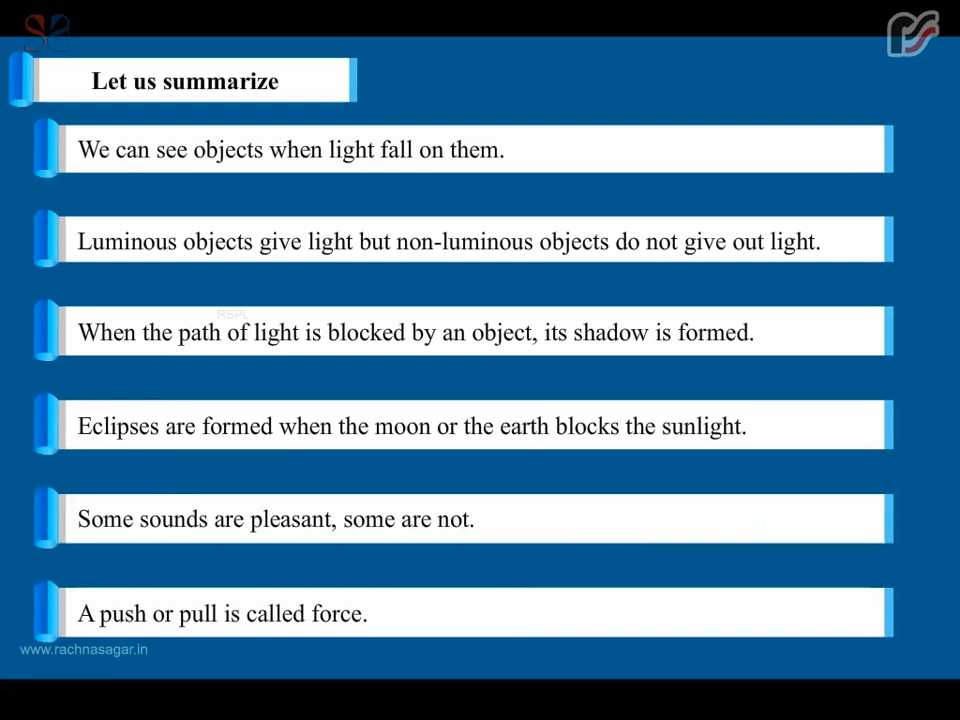 Let us summarize
We can see objects when light fall on them.
Luminous objects give light but non-luminous objects do not give out light.
RSPL
When the path of light is blocked by an object, its shadow is formed.
Eclipses are formed when the moon or the earth blocks the sunlight.
Some sounds are pleasant, some are not.
A push or pull is called force.
www.rachnasagar.in